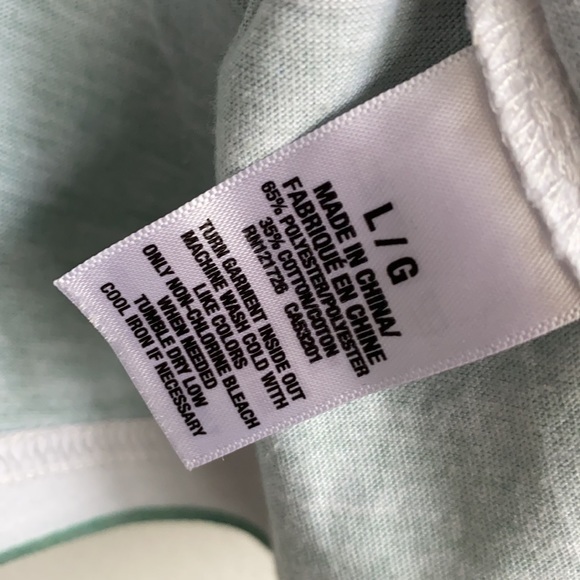 L / G
MADE IN CHINA/
FABRIQUÉ EN CHINE
65% POLYESTER/POLYESTER
35% COTTON/COTON
RN#121726 CA53201
TURN GARMENT INSIDE OUT
MACHINE WASH COLD WITH
LIKE COLORS
ONLY NON-CHLORINE BLEACH
WHEN NEEDED
TUMBLE DRY LOW
COOL IRON IF NECESSARY